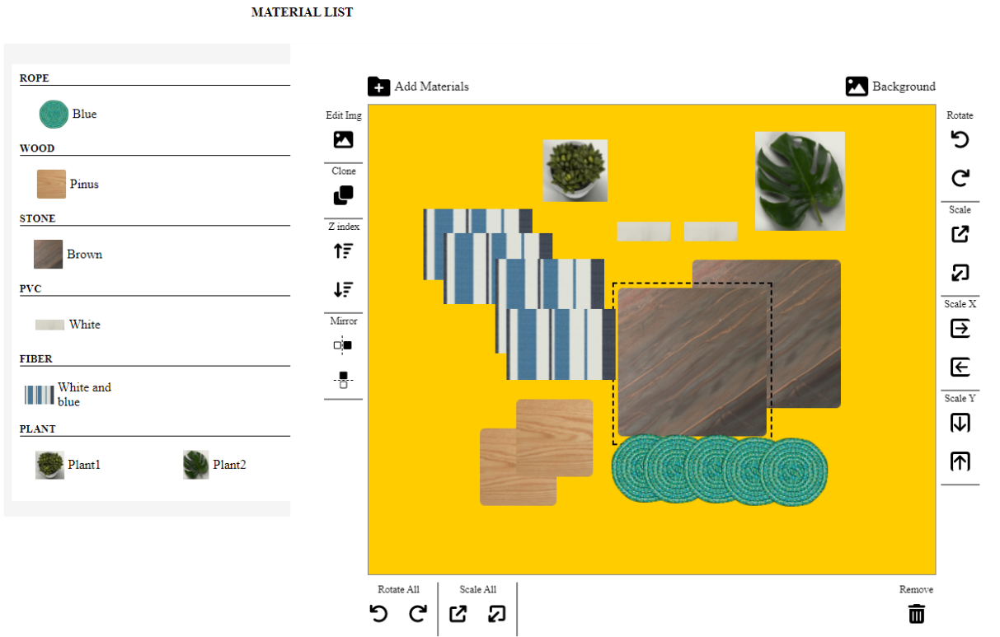 MATERIAL LIST
ROPE
Blue
WOOD
Pinus
STONE
Brown
PVC
White
FIBER
White and
blue
PLANT
Plant1
Plant2
Add Materials
Background
Edit Img
Clone
Z index
Mirror
Rotate
Scale
Scale X
Scale Y
Rotate All
Scale All
Remove